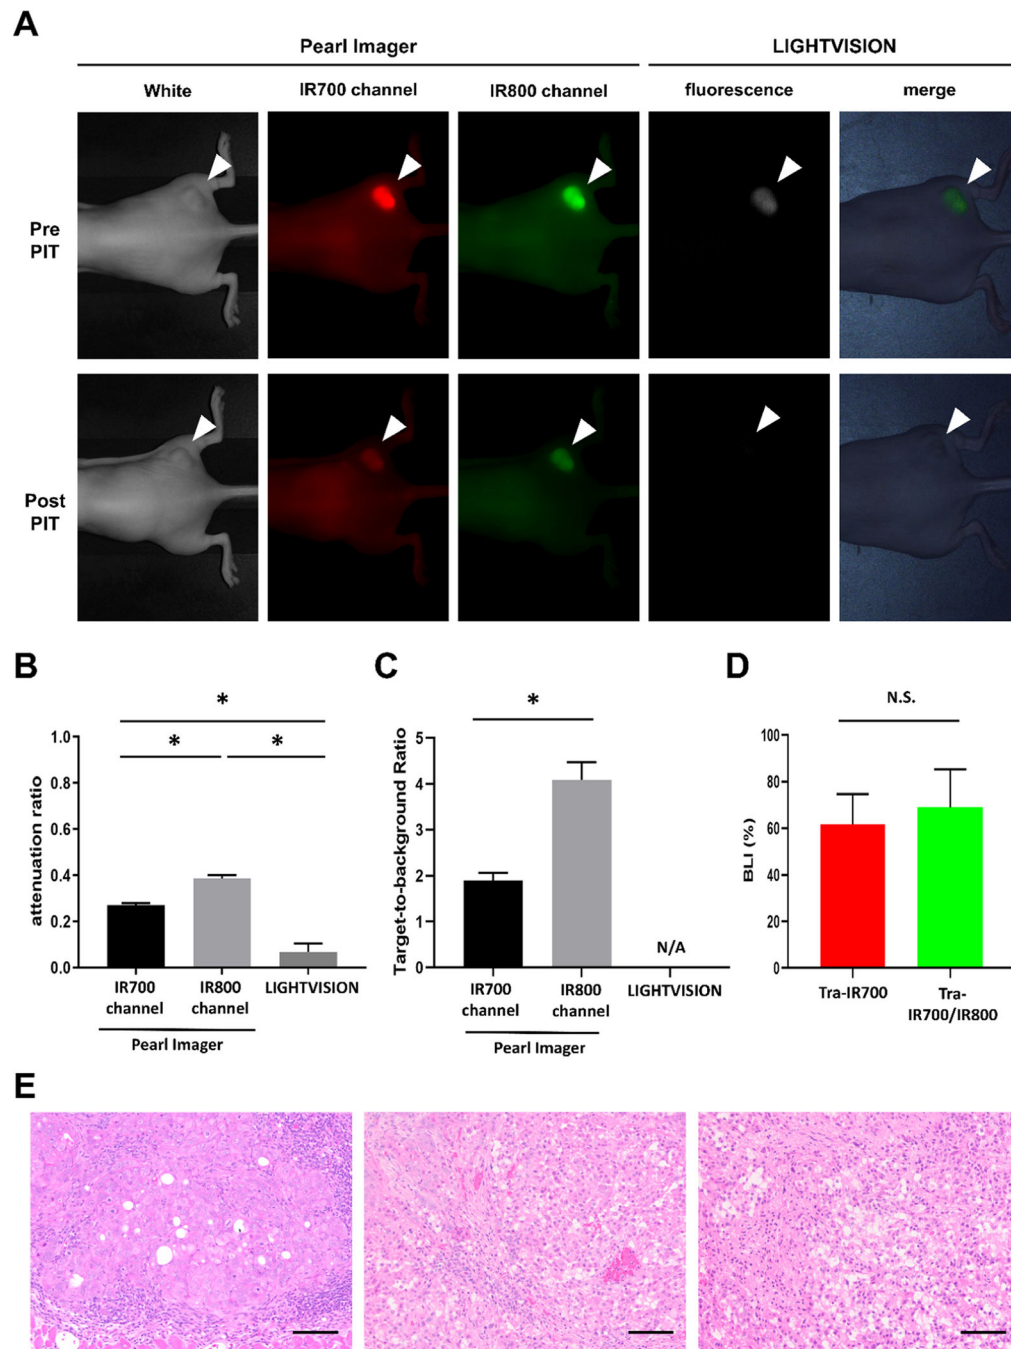 A
Pearl Imager
LIGHTVISION
White
IR700 channel
IR800 channel
fluorescence
merge
Pre
PIT
Post
PIT
B
attenuation ratio
1.0
0.8
0.6
0.4
0.2
0.0
*
*
*
IR700
channel
IR800
channel
LIGHTVISION
Pearl Imager
C
Target-to-background Ratio
5
4
3
2
1
0
*
N/A
IR700
channel
IR800
channel
LIGHTVISION
Pearl Imager
D
BLI (%)
100
80
60
40
20
0
N.S.
Tra-IR700
Tra-
IR700/IR800
E